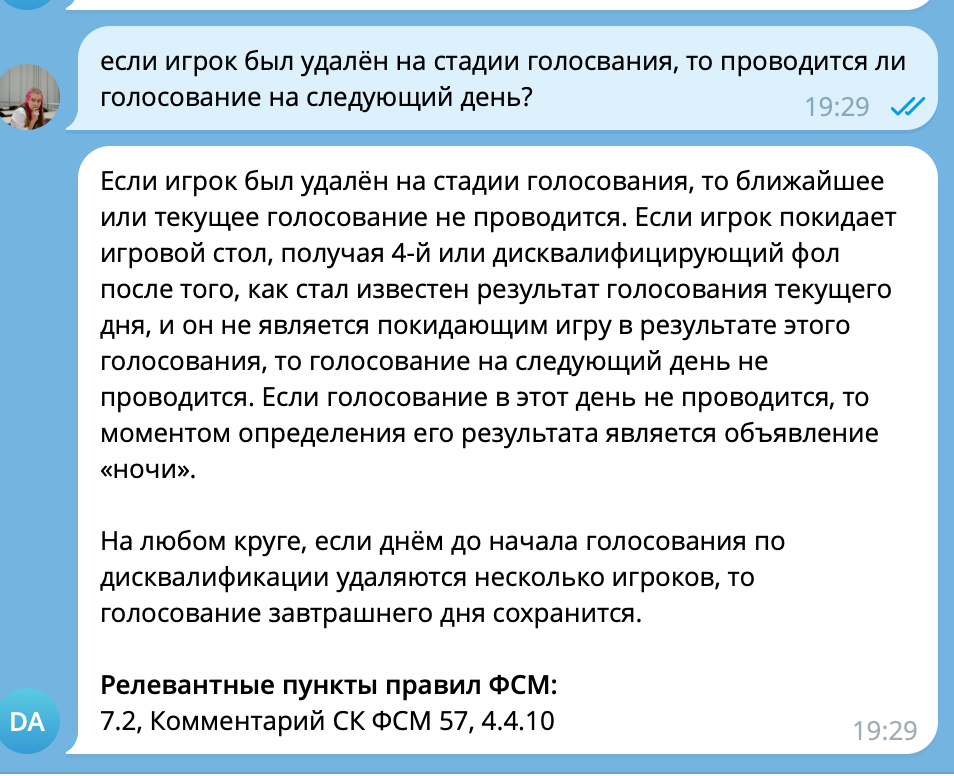 если игрок был удалён на стадии голосвания, то проводится ли
голосование на следующий день?
19:29
Если игрок был удалён на стадии голосования, то ближайшее
или текущее голосование не проводится. Если игрок покидает
игровой стол, получая 4-й или дисквалифицирующий фол
после того, как стал известен результат голосования текущего
дня, и он не является покидающим игру в результате этого
голосования, то голосование на следующий день не
проводится. Если голосование в этот день не проводится, то
моментом определения его результата является объявление
«ночи».
На любом круге, если днём до начала голосования по
дисквалификации удаляются несколько игроков, то
голосование завтрашнего дня сохранится.
Релевантные пункты правил ФСМ:
7.2, Комментарий СК ФСМ 57, 4.4.10
DA
19:29